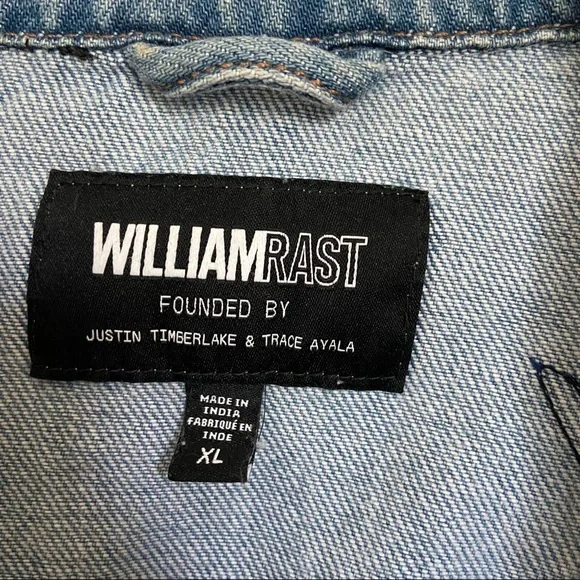 WILLIAMRAST
FOUNDED BY
JUSTIN TIMBERLAKE & TRACE AYALA
MADE IN
INDIA
FABRIQUÉ EN
INDE
XL